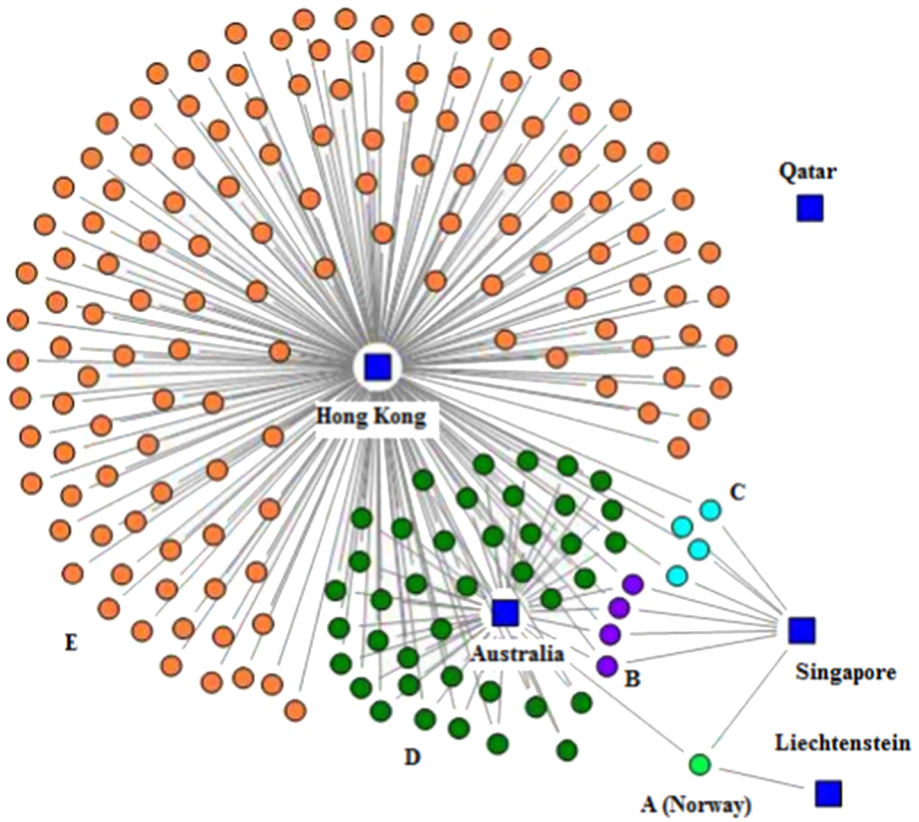 Qatar
Hong Kong
C
E
Australia
B
Singapore
D
Liechtenstein
A (Norway)